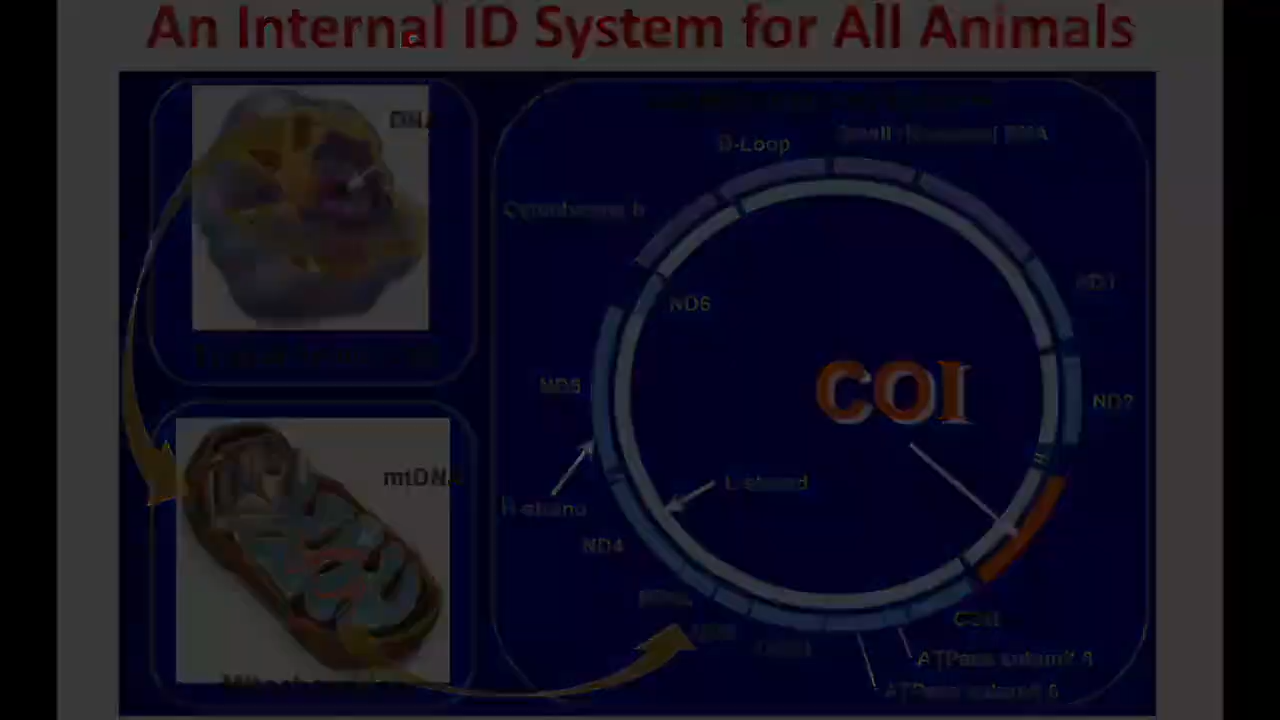 An Internal ID System for All Animals
DNA
D-Loop
Small ribosomal RNA
Cytochrome b
ND1
ND6
COI
ND5
ND2
mtDNA
L-strand
H-strand
ND4
COII
ATPase subunit 8
ATPase subunit 6